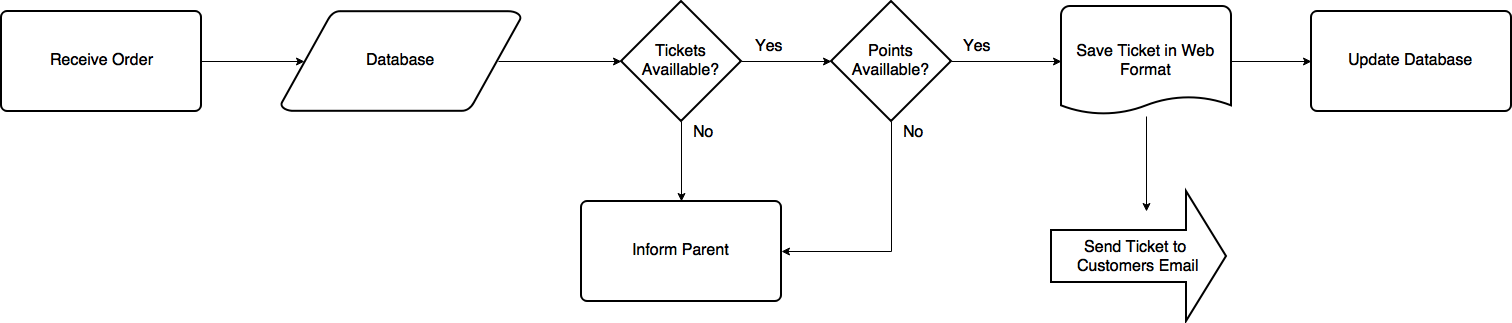 Receive Order
Database
Tickets
Availlable?
Yes
No
Points
Availlable?
Yes
No
Save Ticket in Web
Format
Update Database
Inform Parent
Send Ticket to
Customers Email